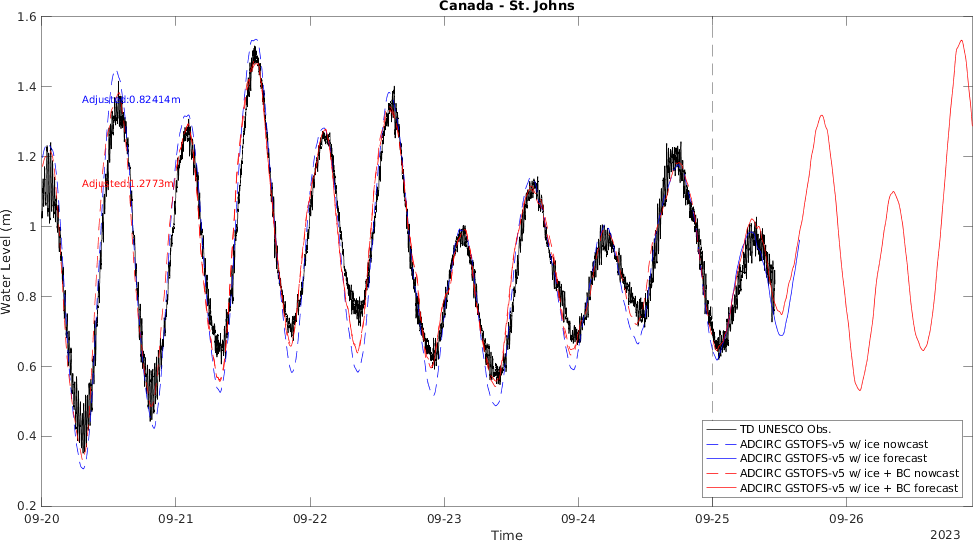 Canada - St. Johns
1.6
1.4
1.2
1
0.8
0.6
0.4
0.2
Water Level (m)
Adjusted:0.82414m
Adjusted:1.2773m
TD UNESCO Obs.
ADCIRC GSTOFS-v5 w/ ice nowcast
ADCIRC GSTOFS-v5 w/ ice forecast
ADCIRC GSTOFS-v5 w/ ice + BC nowcast
ADCIRC GSTOFS-v5 w/ ice + BC forecast
09-20 09-21 09-22 09-23 09-24 09-25 09-26
Time
2023